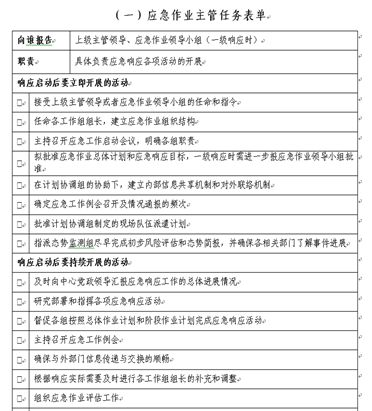 （一）应急作业主管任务表单
向谁报告 上级主管领导、应急作业领导小组（一级响应时）
职责 具体负责应急响应各项活动的开展
响应启动后要立即开展的活动
□ 接受上级主管领导或者应急作业领导小组的任命和指令
□ 任命各工作组组长，建立应急作业组织结构
□ 主持召开应急工作启动会议，明确各组职责
□ 拟批准应急作业总体计划和应急响应目标，一级响应时需进一步报应急作业领导小组批
准
□ 在计划协调组的协助下，建立内部信息共享机制和对外联络机制
□ 确定应急工作例会召开及情况通报的频次
□ 批准计划协调组制定的现场队伍派遣计划
□ 指派态势监测组尽早完成初步风险评估和态势简报，并确保各相关部门了解事件进展
响应启动后要持续开展的活动
□ 及时向中心党政领导汇报应急响应工作的总体进展情况
□ 研究部署和指挥各项应急响应活动
□ 督促各组按照总体作业计划和阶段作业计划完成应急响应活动
□ 主持召开应急工作例会
□ 确保与外部门信息传递与交换的顺畅
□ 根据响应实际需要及时进行各工作组组长的补充和调整
□ 组织应急作业评估工作